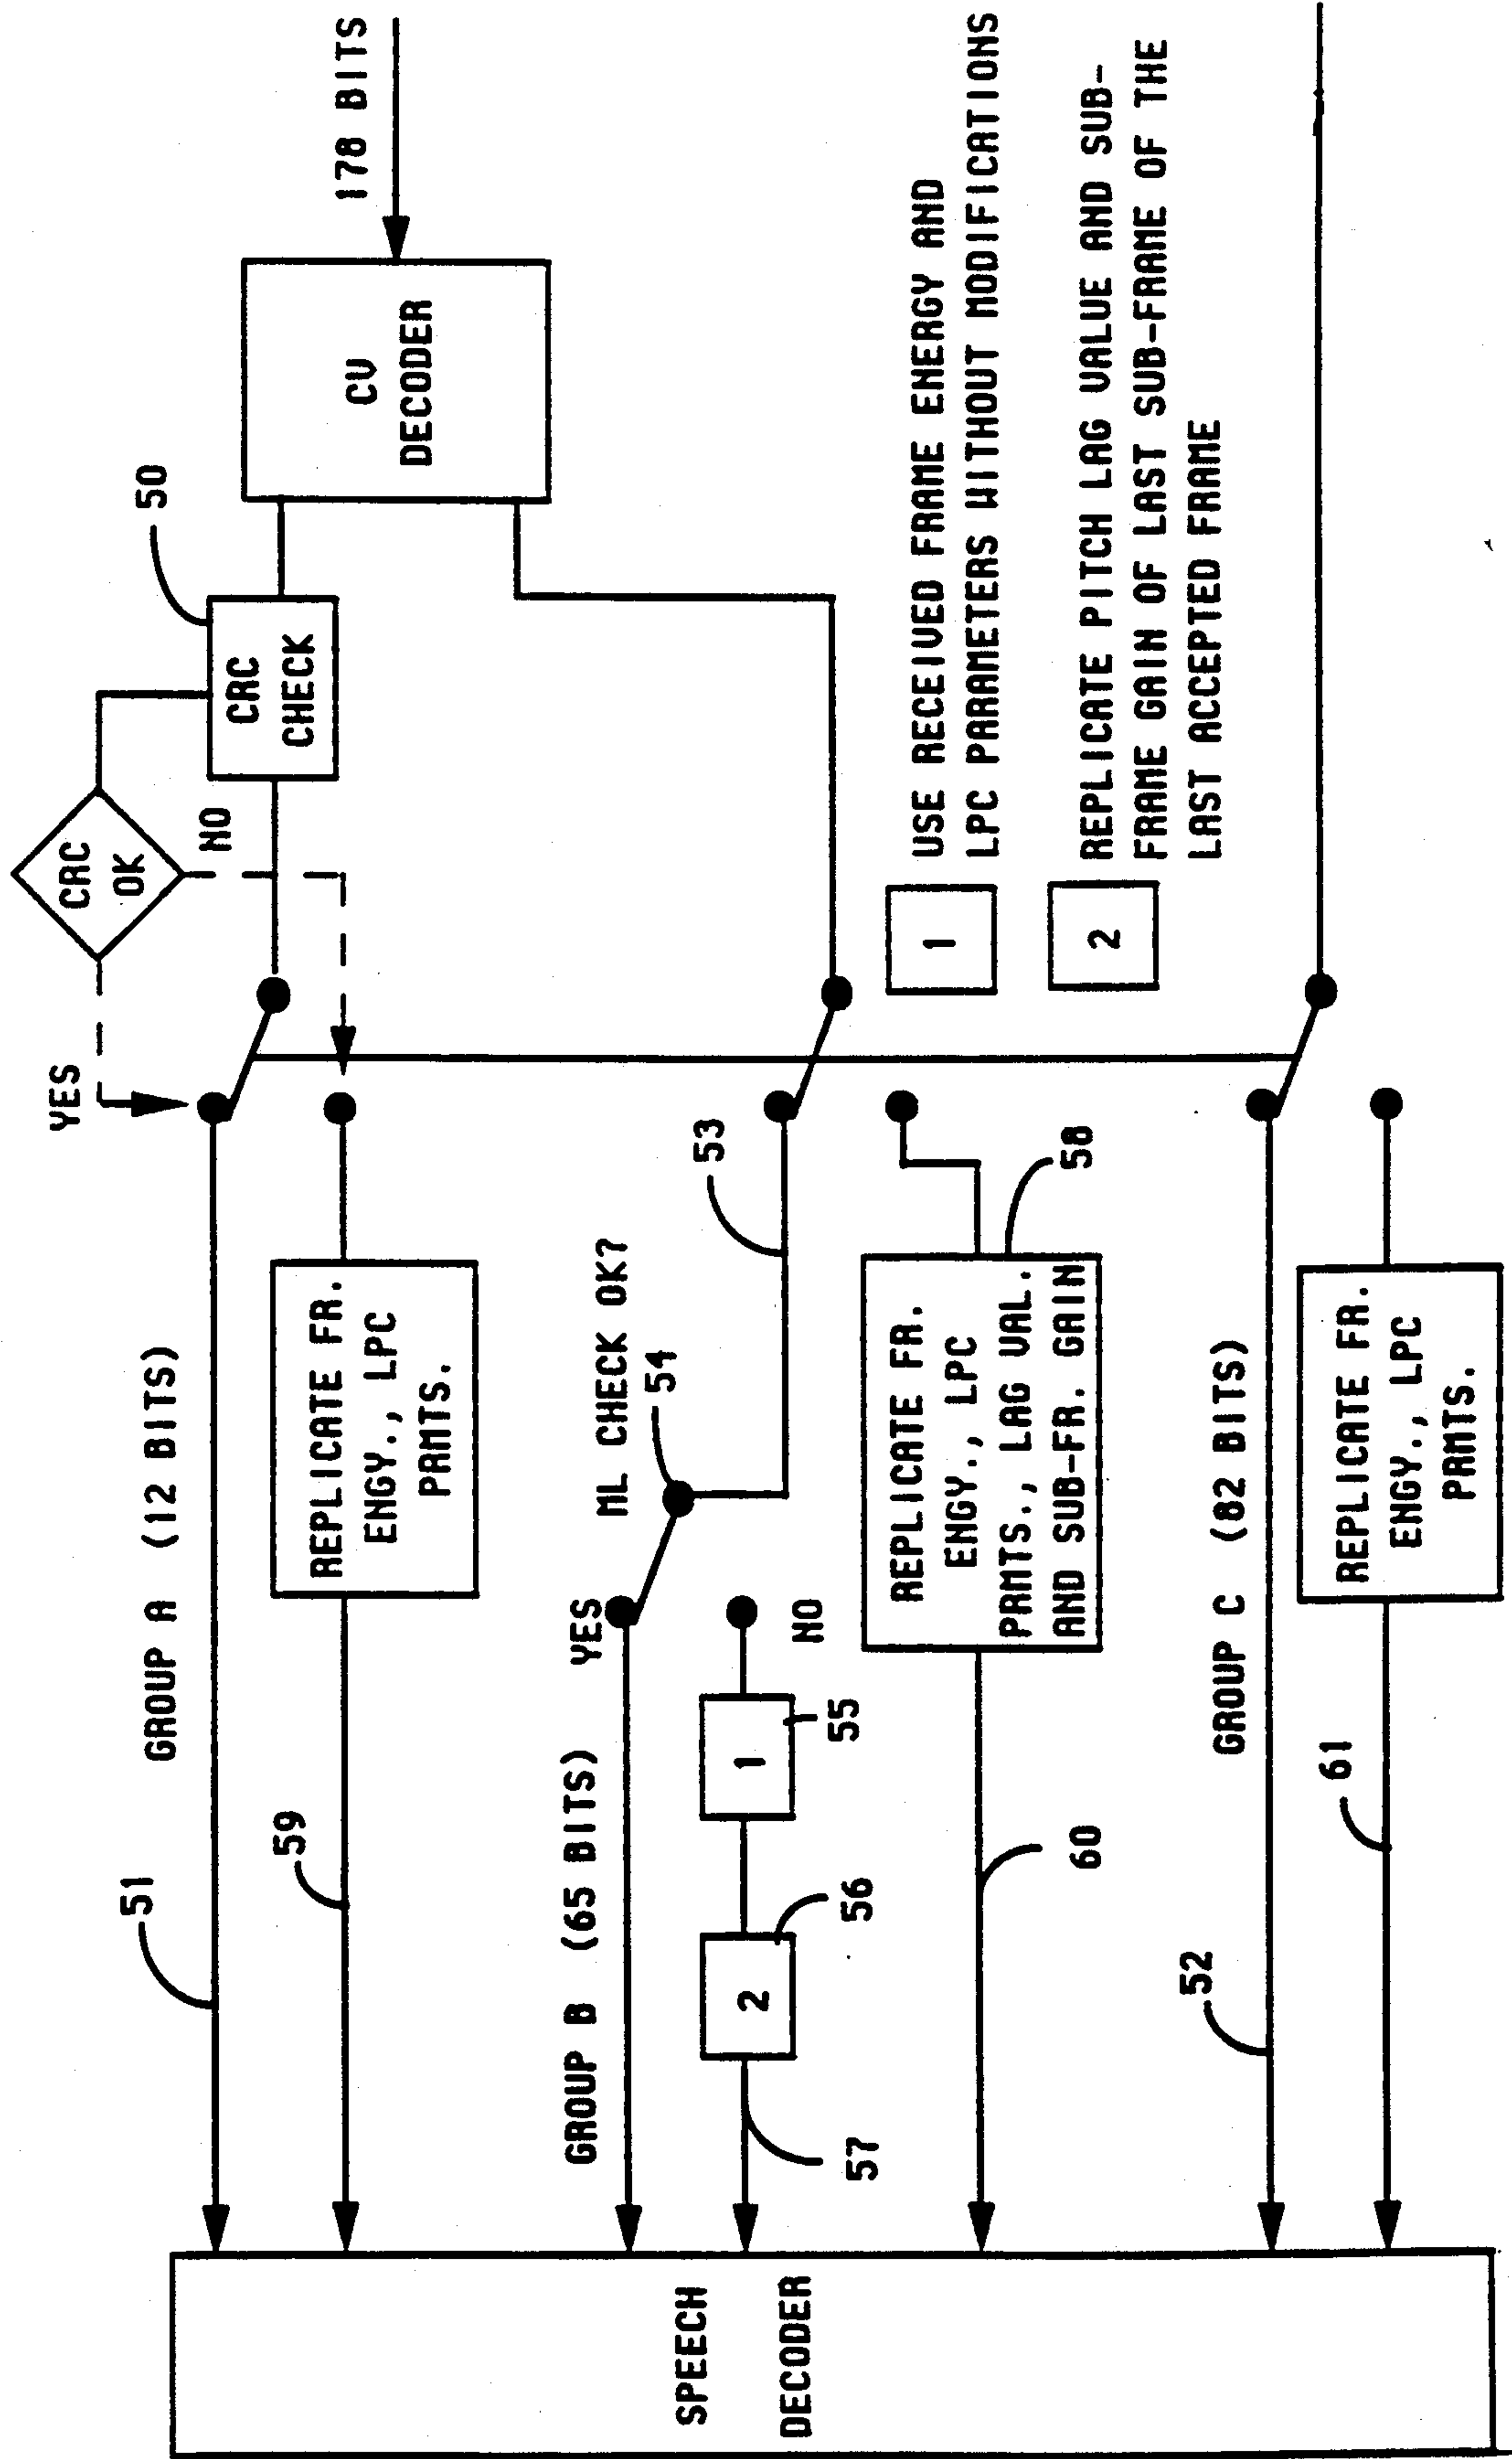 178 BITS
CV
DECODER
50
CRC
CHECK
CRC
OK
NO
YES
GROUP A (12 BITS)
51
REPLICATE FR.
ENGY., LPC
PRMTS.
59
ML CHECK OK?
53
54
YES
NO
GROUP B (65 BITS)
1
55
2
56
57
REPLICATE FR.
ENGY., LPC
PRMTS., LAG VAL.
AND SUB-FR. GAIN
58
60
GROUP C (82 BITS)
52
REPLICATE FR.
ENGY., LPC
PRMTS.
61
SPEECH
DECODER
1
USE RECEIVED FRAME ENERGY AND
LPC PARAMETERS WITHOUT MODIFICATIONS
2
REPLICATE PITCH LAG VALUE AND SUB-
FRAME GAIN OF LAST SUB-FRAME OF THE
LAST ACCEPTED FRAME